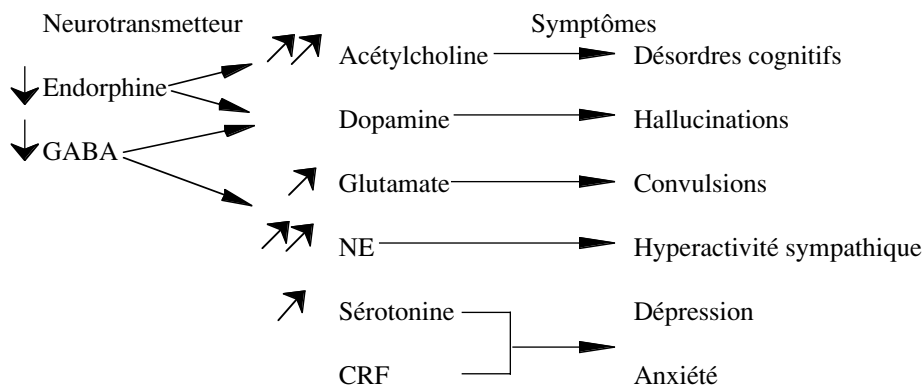 Neurotransmetteur Symptômes
Acétylcholine Désordres cognitifs
Endorphine
Dopamine Hallucinations
GABA
Glutamate Convulsions
NE Hyperactivité sympathique
Sérotonine Dépression
CRF Anxiété